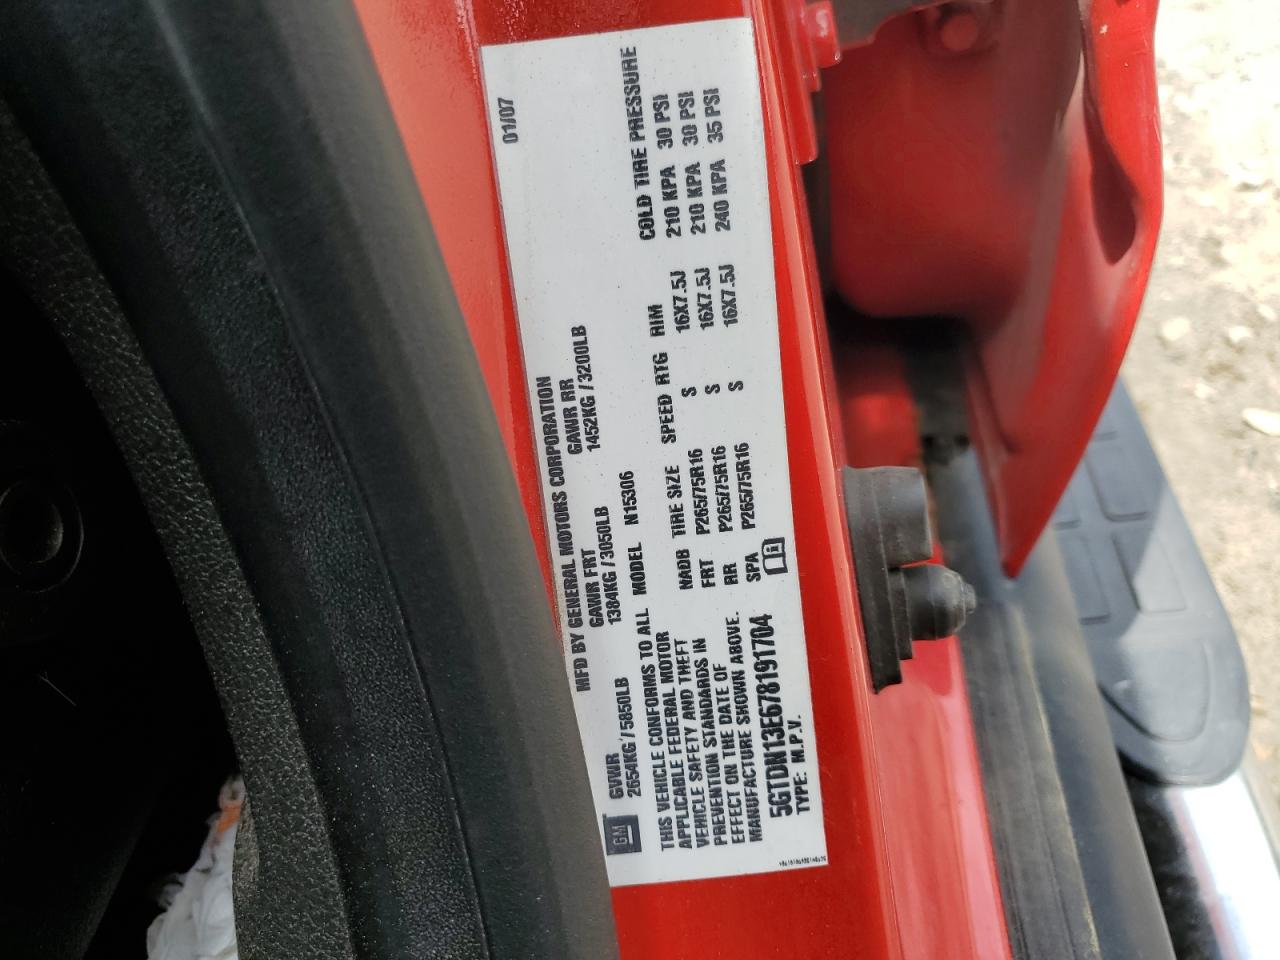 01/07
MFD BY GENERAL MOTORS CORPORATION
GVWR GAWR FRT GAWR RR
2654KG /5850LB 1384KG /3050LB 1452KG /3200LB
THIS VEHICLE CONFORMS TO ALL
APPLICABLE FEDERAL MOTOR
VEHICLE SAFETY AND THEFT
PREVENTION STANDARDS IN
EFFECT ON THE DATE OF
MANUFACTURE SHOWN ABOVE.
5GTDN13E678191704
TYPE: M.P.V.
MODEL N15306
NADB TIRE SIZE SPEED RTG RIM COLD TIRE PRESSURE
FRT P265/75R16 S 16X7.5J 210 KPA 30 PSI
RR P265/75R16 S 16X7.5J 210 KPA 30 PSI
SPA P265/75R16 S 16X7.5J 240 KPA 35 PSI
GM